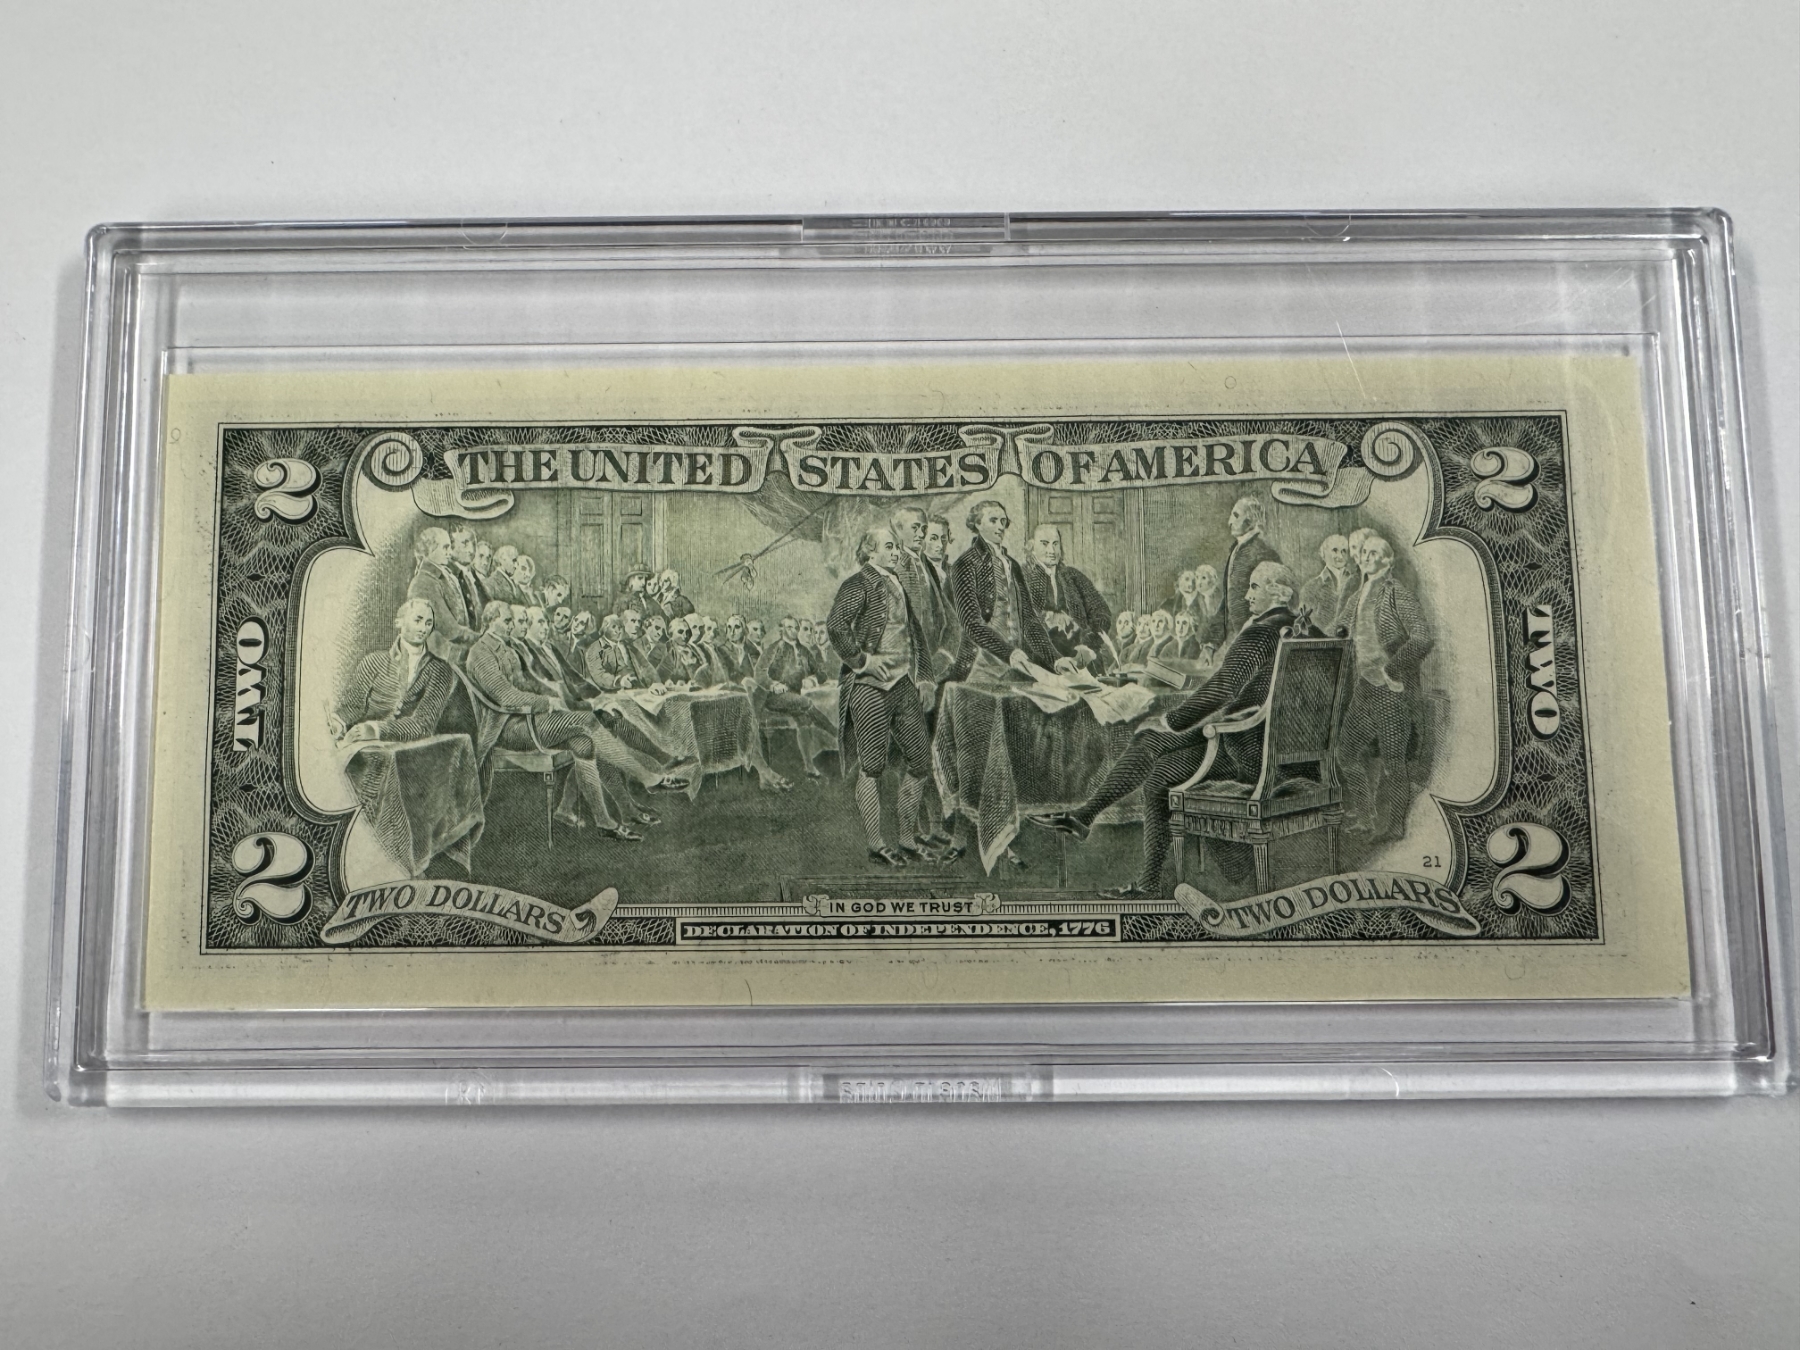 THE UNITED STATES OF AMERICA
2 2
TWO TWO
2 2
21
TWO DOLLARS TWO DOLLARS
IN GOD WE TRUST
DECLARATION OF INDEPENDENCE, 1776